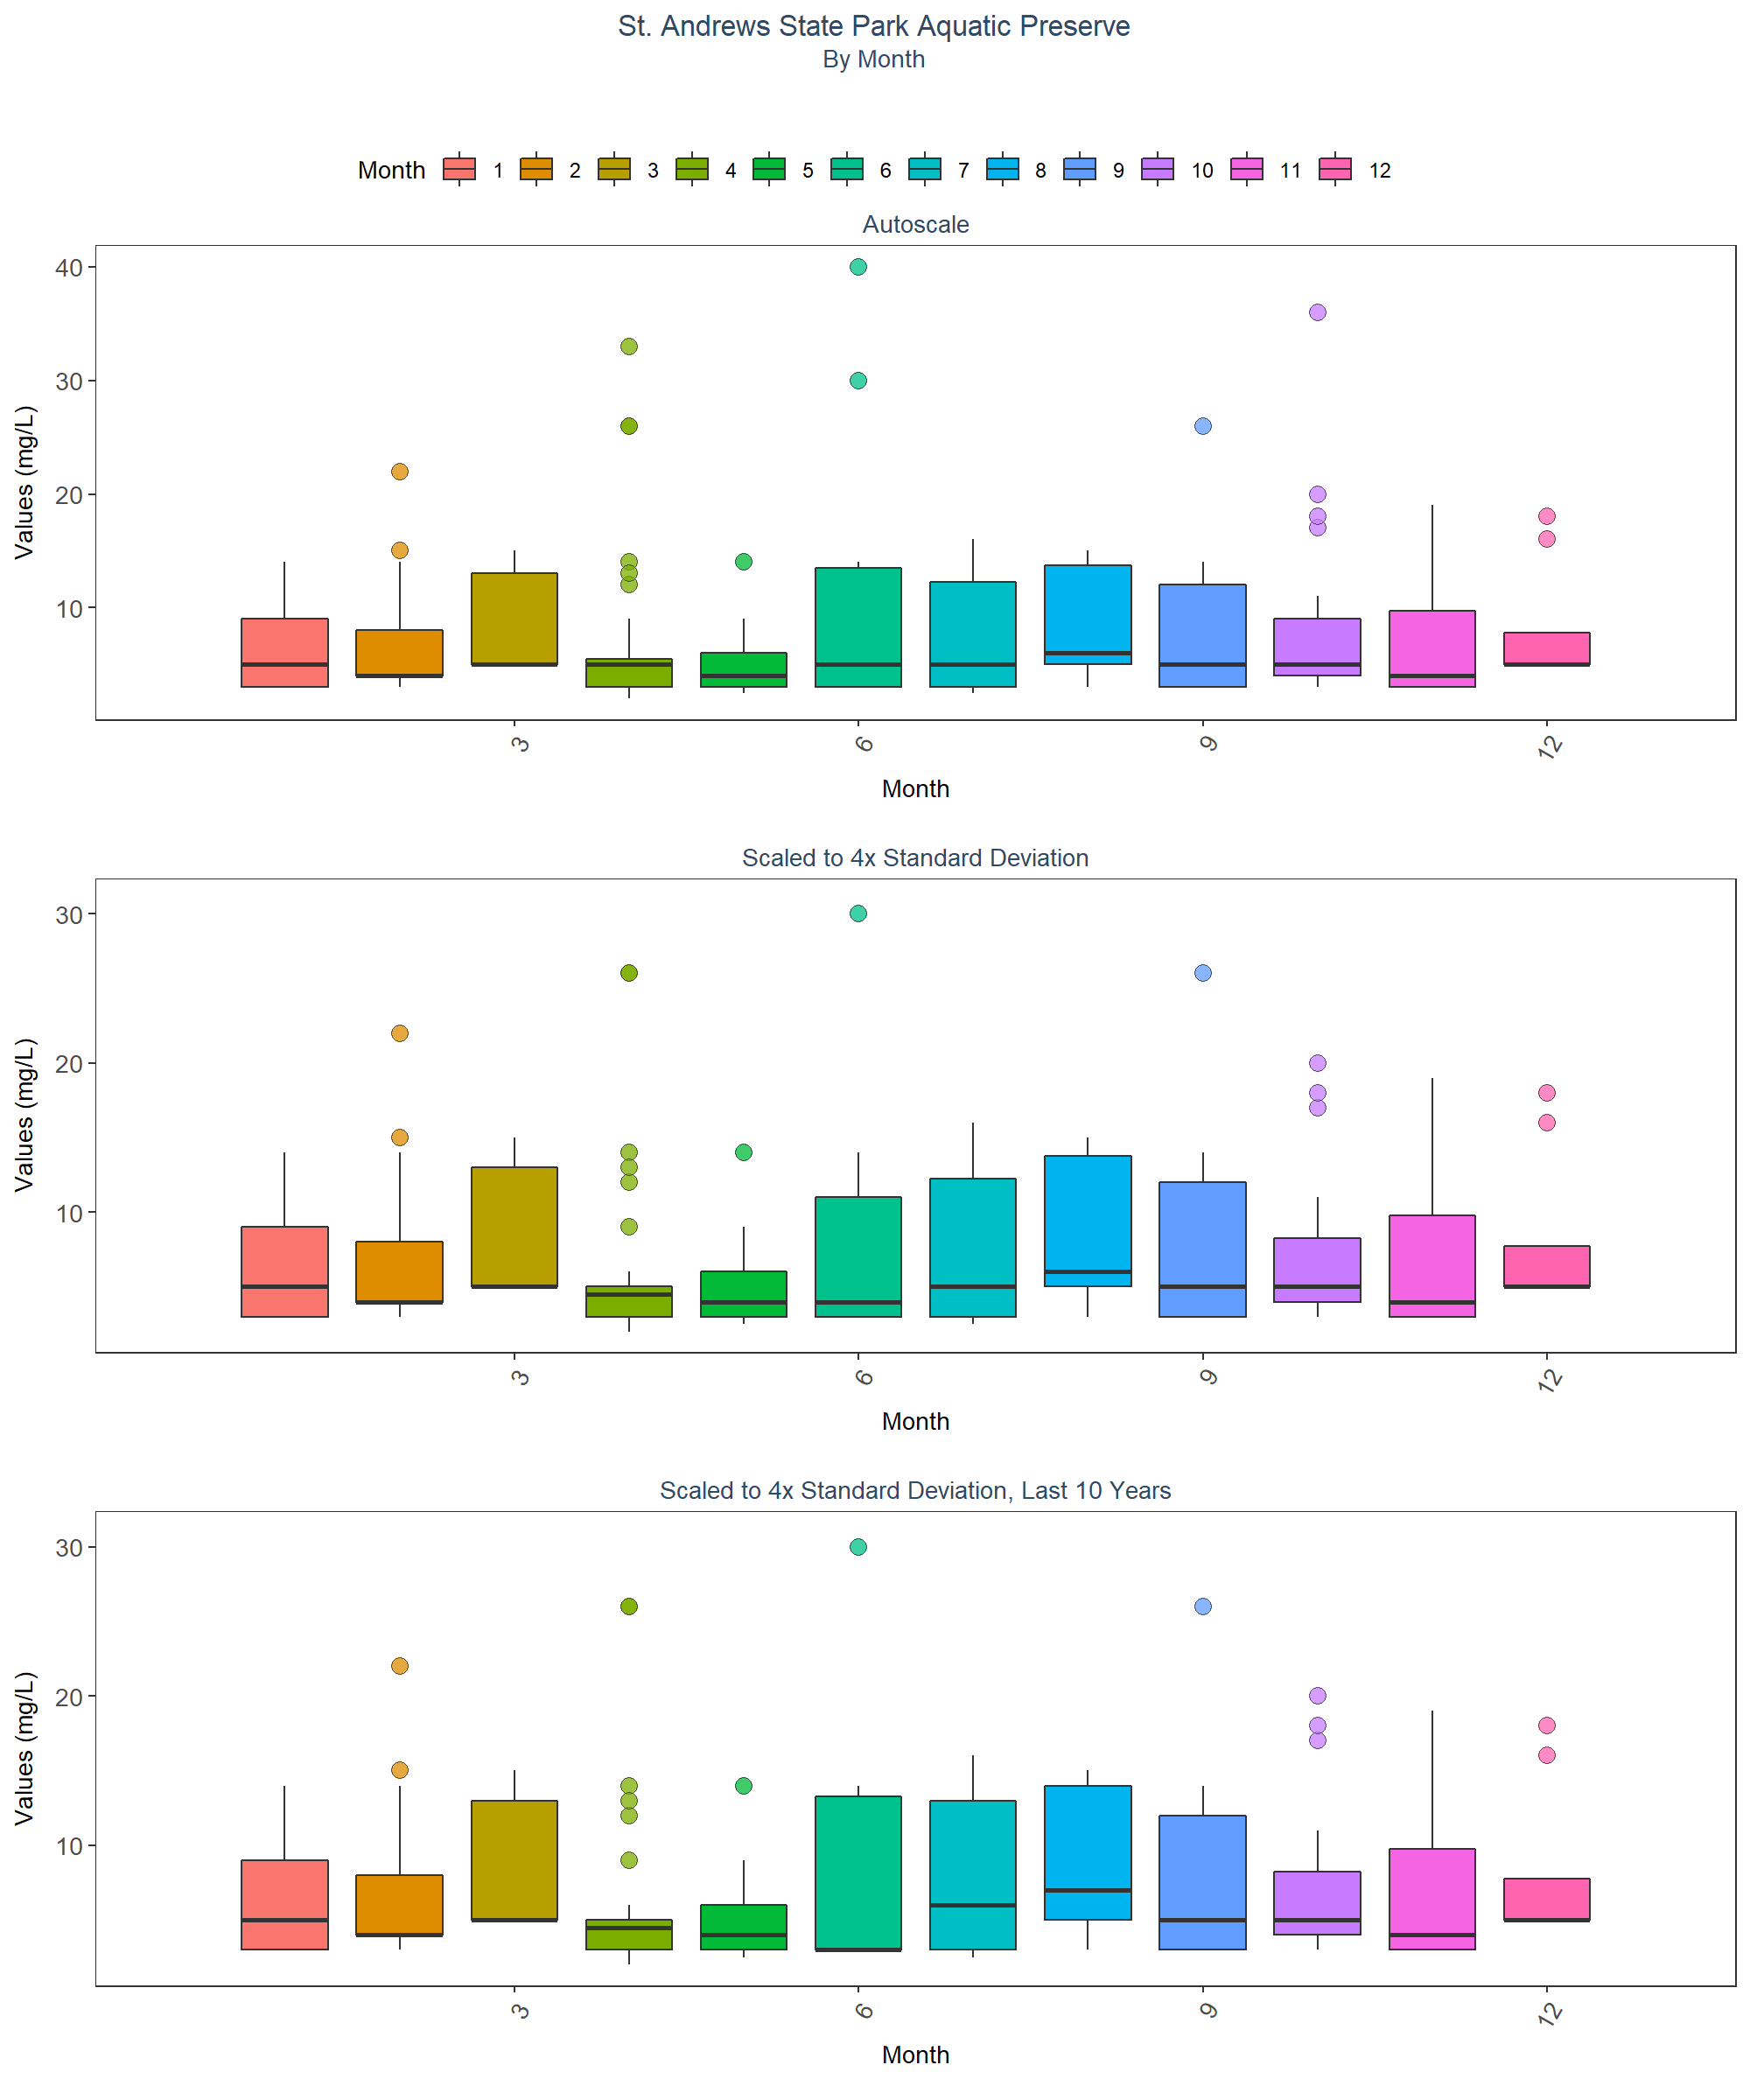 St. Andrews State Park Aquatic Preserve
By Month
Month 1 2 3 4 5 6 7 8 9 10 11 12
Autoscale
Values (mg/L)
40
30
20
10
3 6 9 12
Month
Scaled to 4x Standard Deviation
Values (mg/L)
30
20
10
3 6 9 12
Month
Scaled to 4x Standard Deviation, Last 10 Years
Values (mg/L)
30
20
10
3 6 9 12
Month